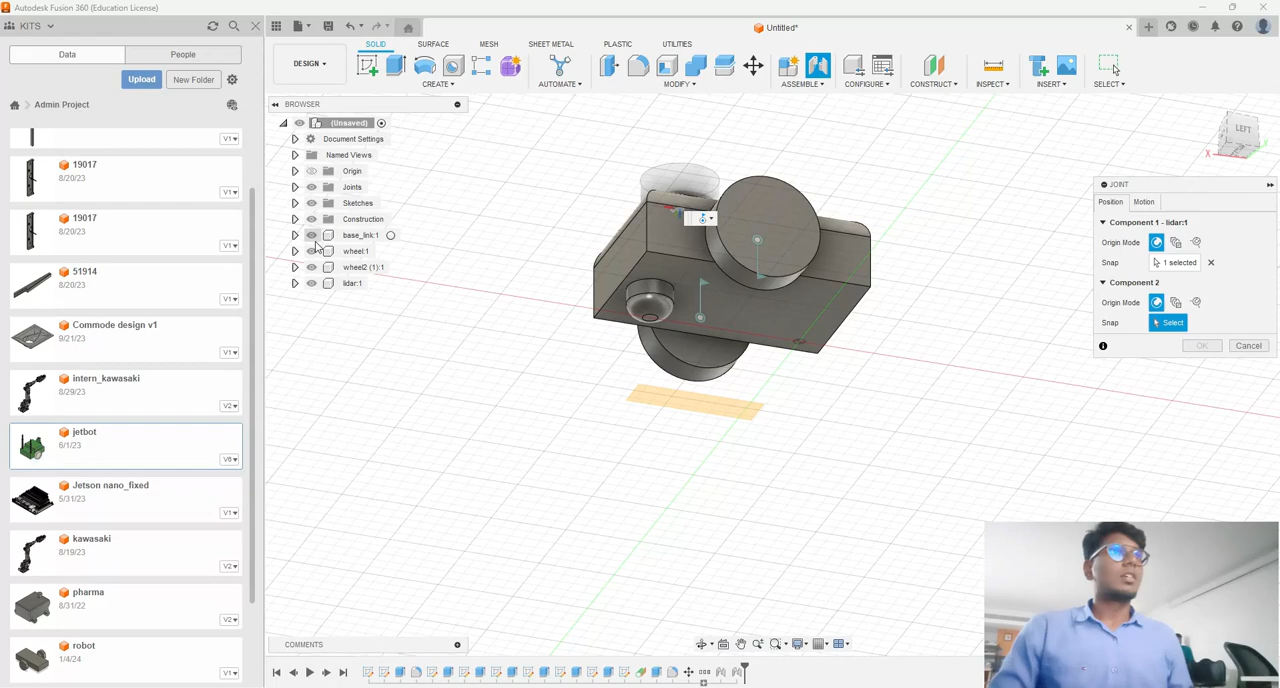 Autodesk Fusion 360 (Education License)
KITS
Untitled*
Data
People
SOLID
SURFACE
MESH
SHEET METAL
PLASTIC
UTILITIES
DESIGN
Upload
New Folder
CREATE
AUTOMATE
MODIFY
ASSEMBLE
CONFIGURE
CONSTRUCT
INSPECT
INSERT
SELECT
Admin Project
V1
19017
8/20/23
V1
19017
8/20/23
V1
51914
8/20/23
V1
Commode design v1
9/21/23
V1
intern_kawasaki
8/29/23
V2
jetbot
6/1/23
V6
Jetson nano_fixed
5/31/23
V1
kawasaki
8/19/23
V2
pharma
8/31/22
V2
robot
1/4/24
V1
BROWSER
(Unsaved)
Document Settings
Named Views
Origin
Joints
Sketches
Construction
base_link:1
wheel:1
wheel2 (1):1
lidar:1
LEFT
X
JOINT
Position
Motion
Component 1 - lidar:1
Origin Mode
Snap
1 selected
Component 2
Origin Mode
Snap
Select
OK
Cancel
COMMENTS